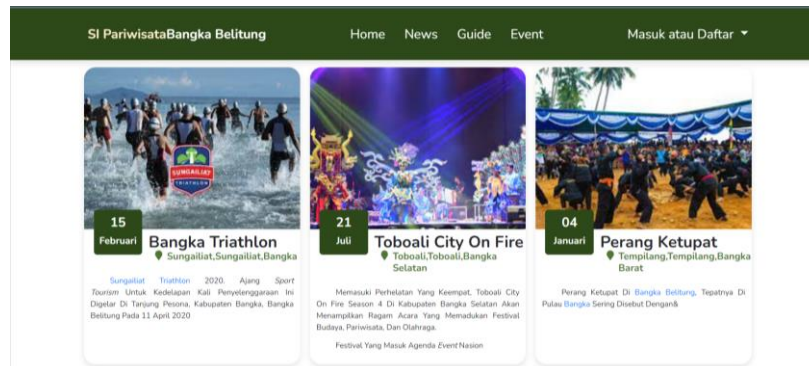 SI PariwisataBangka Belitung
Home News Guide Event
Masuk atau Daftar
SUNGAILIAT
TRIATHLON
15
Februari
Bangka Triathlon
Sungailiat,Sungailiat,Bangka
Sungailiat Triathlon 2020. Ajang Sport
Tourism Untuk Kedelapan Kali Penyelenggaraan Ini
Digelar Di Tanjung Pesona, Kabupaten Bangka, Bangka
Belitung Pada 11 April 2020
21
Juli
Toboali City On Fire
Toboali,Toboali,Bangka
Selatan
Memasuki Perhelatan Yang Keempat, Toboali City
On Fire Season 4 Di Kabupaten Bangka Selatan Akan
Menampilkan Ragam Acara Yang Memadukan Festival
Budaya, Pariwisata, Dan Olahraga.
Festival Yang Masuk Agenda Event Nasion
04
Januari
Perang Ketupat
Tempilang,Tempilang,Bangka
Barat
Perang Ketupat Di Bangka Belitung, Tepatnya Di
Pulau Bangka Sering Disebut Dengan&